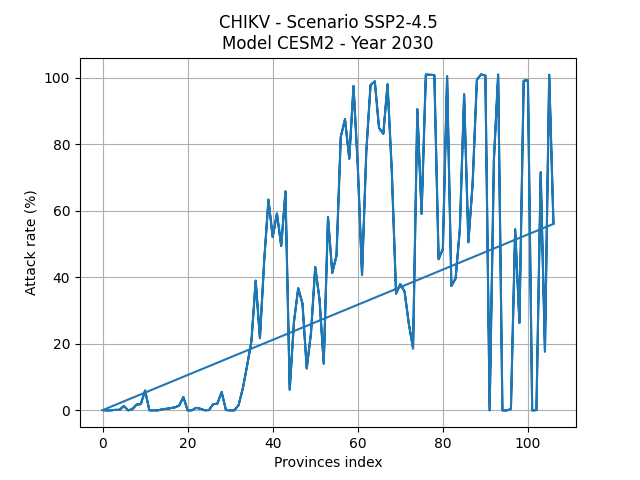 CHIKV - Scenario SSP2-4.5
Model CESM2 - Year 2030
100
80
60
40
20
0
Attack rate (%)
0 20 40 60 80 100
Provinces index